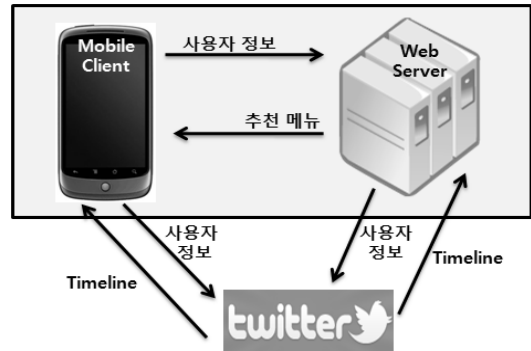 Mobile
Client
사용자 정보
Web
Server
추천 메뉴
사용자
정보
사용자
정보
Timeline
Timeline
twitter